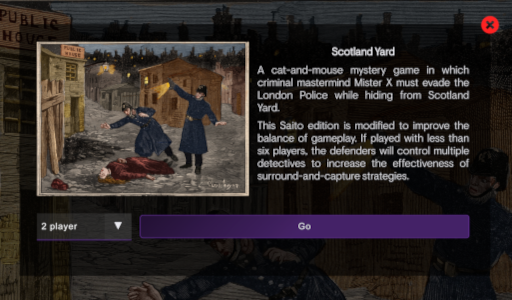 PUBLIC
HOUSE
PUBLIC HOUSE
Scotland Yard
A cat-and-mouse mystery game in which
criminal mastermind Mister X must evade the
London Police while hiding from Scotland
Yard.
This Saito edition is modified to improve the
balance of gameplay. If played with less than
six players, the defenders will control multiple
detectives to increase the effectiveness of
surround-and-capture strategies.
2 player
Go